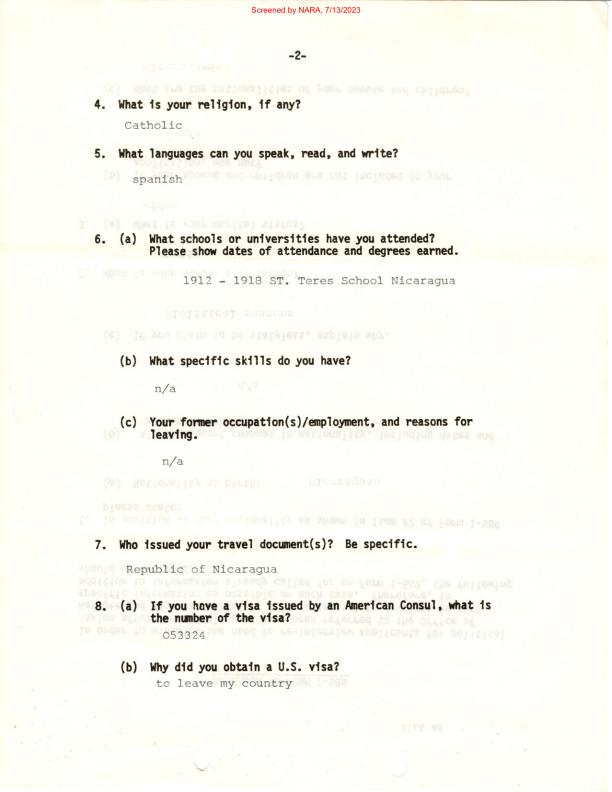 Screened by NARA, 7/13/2023
-2-
4. What is your religion, if any?
Catholic
5. What languages can you speak, read, and write?
spanish
6. (a) What schools or universities have you attended?
Please show dates of attendance and degrees earned.
1912 - 1918 ST. Teres School Nicaragua
(b) What specific skills do you have?
n/a
(c) Your former occupation(s)/employment, and reasons for
leaving.
n/a
7. Who issued your travel document(s)? Be specific.
Republic of Nicaragua
8. (a) If you have a visa issued by an American Consul, what is
the number of the visa?
O53324
(b) Why did you obtain a U.S. visa?
to leave my country